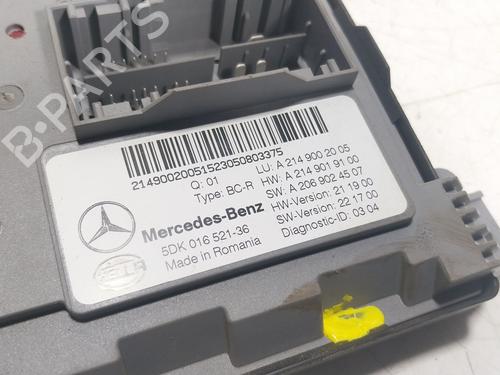 B-PARTS
21490020051523050803375
Q: 01
Type: BC-R
LU: A 214 900 20 05
HW: A 214 901 91 00
SW: A 206 902 45 07
HW-Version: 21 19 00
SW-Version: 22 17 00
Diagnostic-ID: 03 04
Mercedes-Benz
5DK 016 521-36
Made in Romania
HELLA